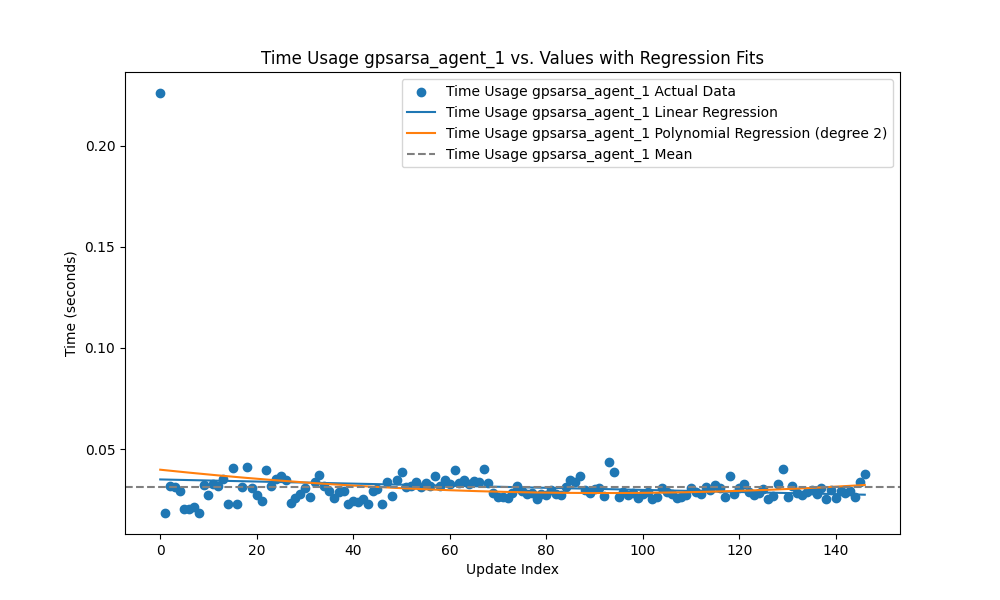 Time Usage gpsarsa_agent_1 vs. Values with Regression Fits
Time Usage gpsarsa_agent_1 Actual Data
Time Usage gpsarsa_agent_1 Linear Regression
Time Usage gpsarsa_agent_1 Polynomial Regression (degree 2)
Time Usage gpsarsa_agent_1 Mean
Time (seconds)
0.20
0.15
0.10
0.05
0 20 40 60 80 100 120 140
Update Index